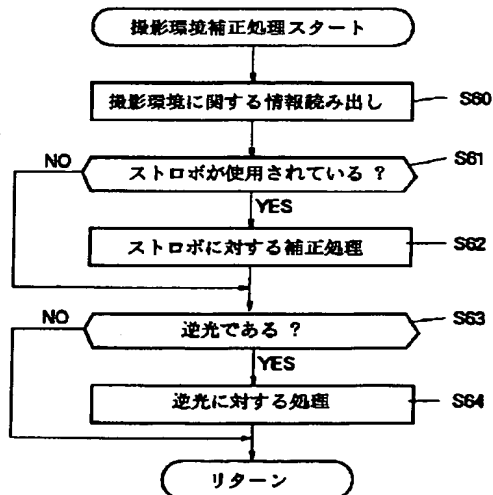 撮影環境補正処理スタート
撮影環境に関する情報読み出し
S60
ストロボが使用されている ?
S61
NO
YES
ストロボに対する補正処理
S62
逆光である ?
S63
NO
YES
逆光に対する処理
S64
リターン